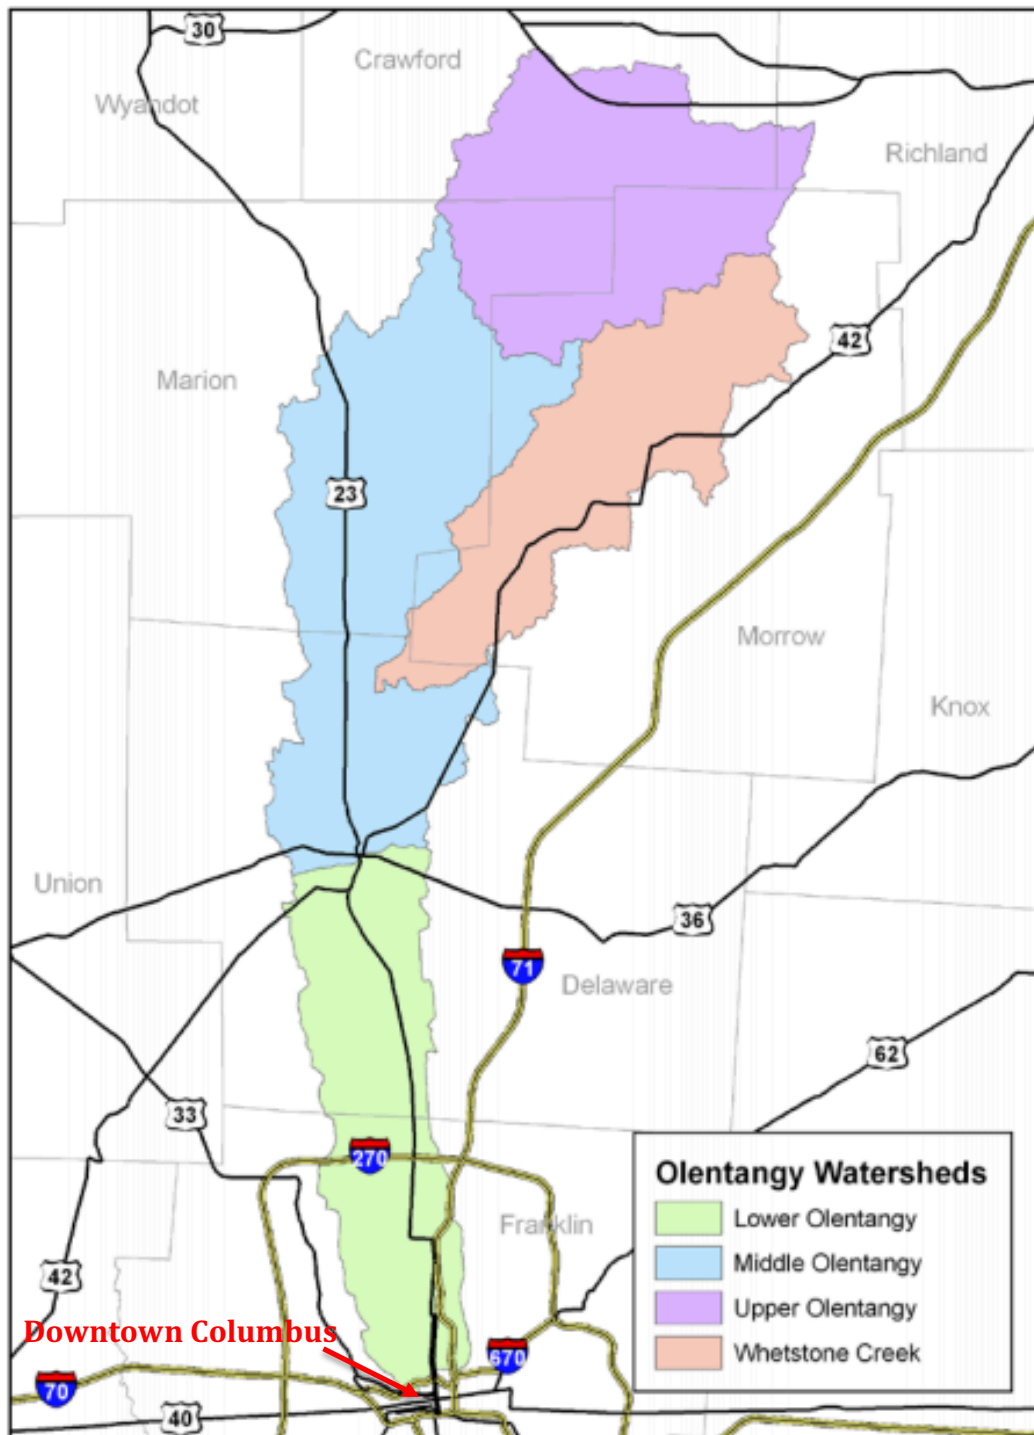 30
Crawford
Wyandot
Richland
42
Marion
23
Morrow
Knox
Union
36
71
Delaware
62
33
270
Franklin
42
Downtown Columbus
670
70
40
Olentangy Watersheds
Lower Olentangy
Middle Olentangy
Upper Olentangy
Whetstone Creek